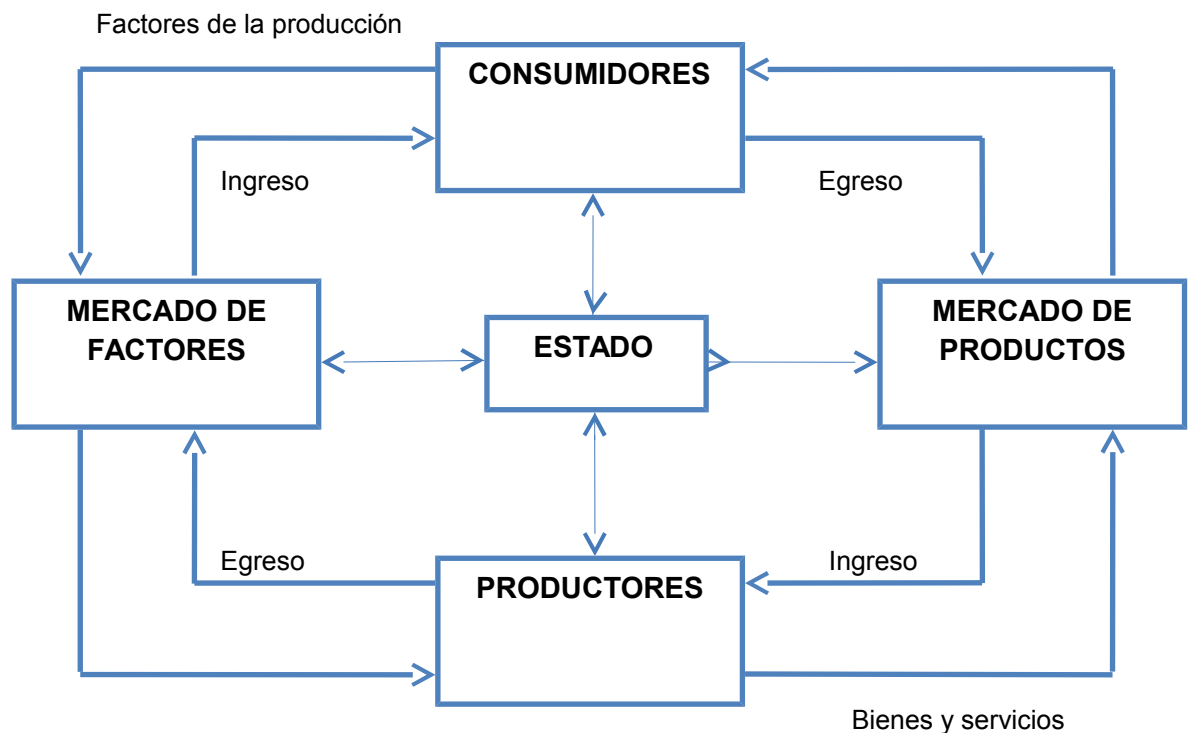 Factores de la producción
CONSUMIDORES
Ingreso
Egreso
MERCADO DE
FACTORES
ESTADO
MERCADO DE
PRODUCTOS
Egreso
PRODUCTORES
Ingreso
Bienes y servicios